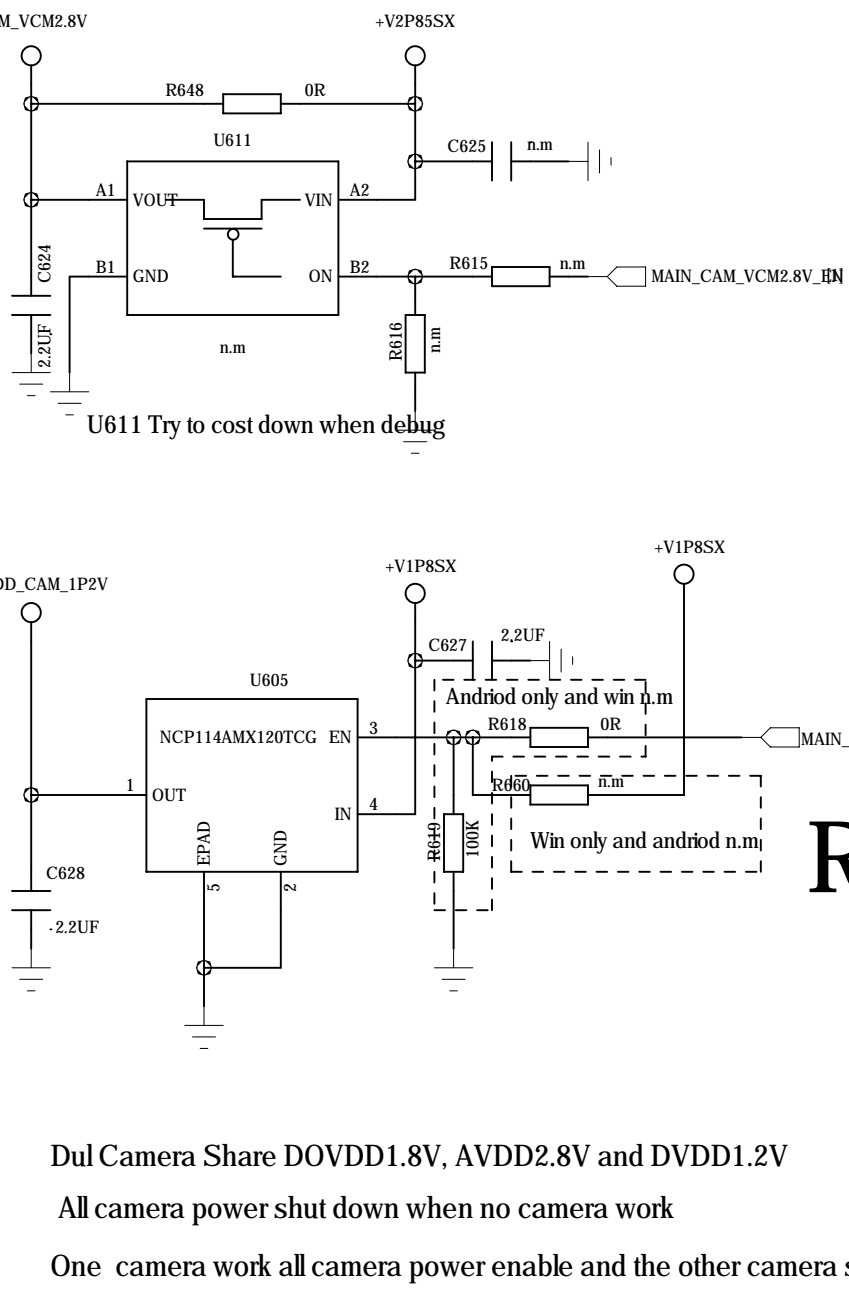 M_VCM2.8V
+V2P85SX
R648
0R
U611
C625
n.m
A1
VOUT
VIN
A2
C624
B1
GND
ON
B2
R615
n.m
MAIN_CAM_VCM2.8V_EN
2.2UF
n.m
R616
n.m
U611 Try to cost down when debug
+V1P8SX
+V1P8SX
DD_CAM_1P2V
C627
2.2UF
U605
Andriod only and win n.m
NCP114AMX120TCG
EN
3
R618
0R
MAIN_
1
OUT
R660
n.m
IN
4
EPAD
GND
R619
100K
Win only and andriod n.m
R
C628
5
2
2.2UF
Dul Camera Share DOVDD1.8V, AVDD2.8V and DVDD1.2V
All camera power shut down when no camera work
One camera work all camera power enable and the other camera s